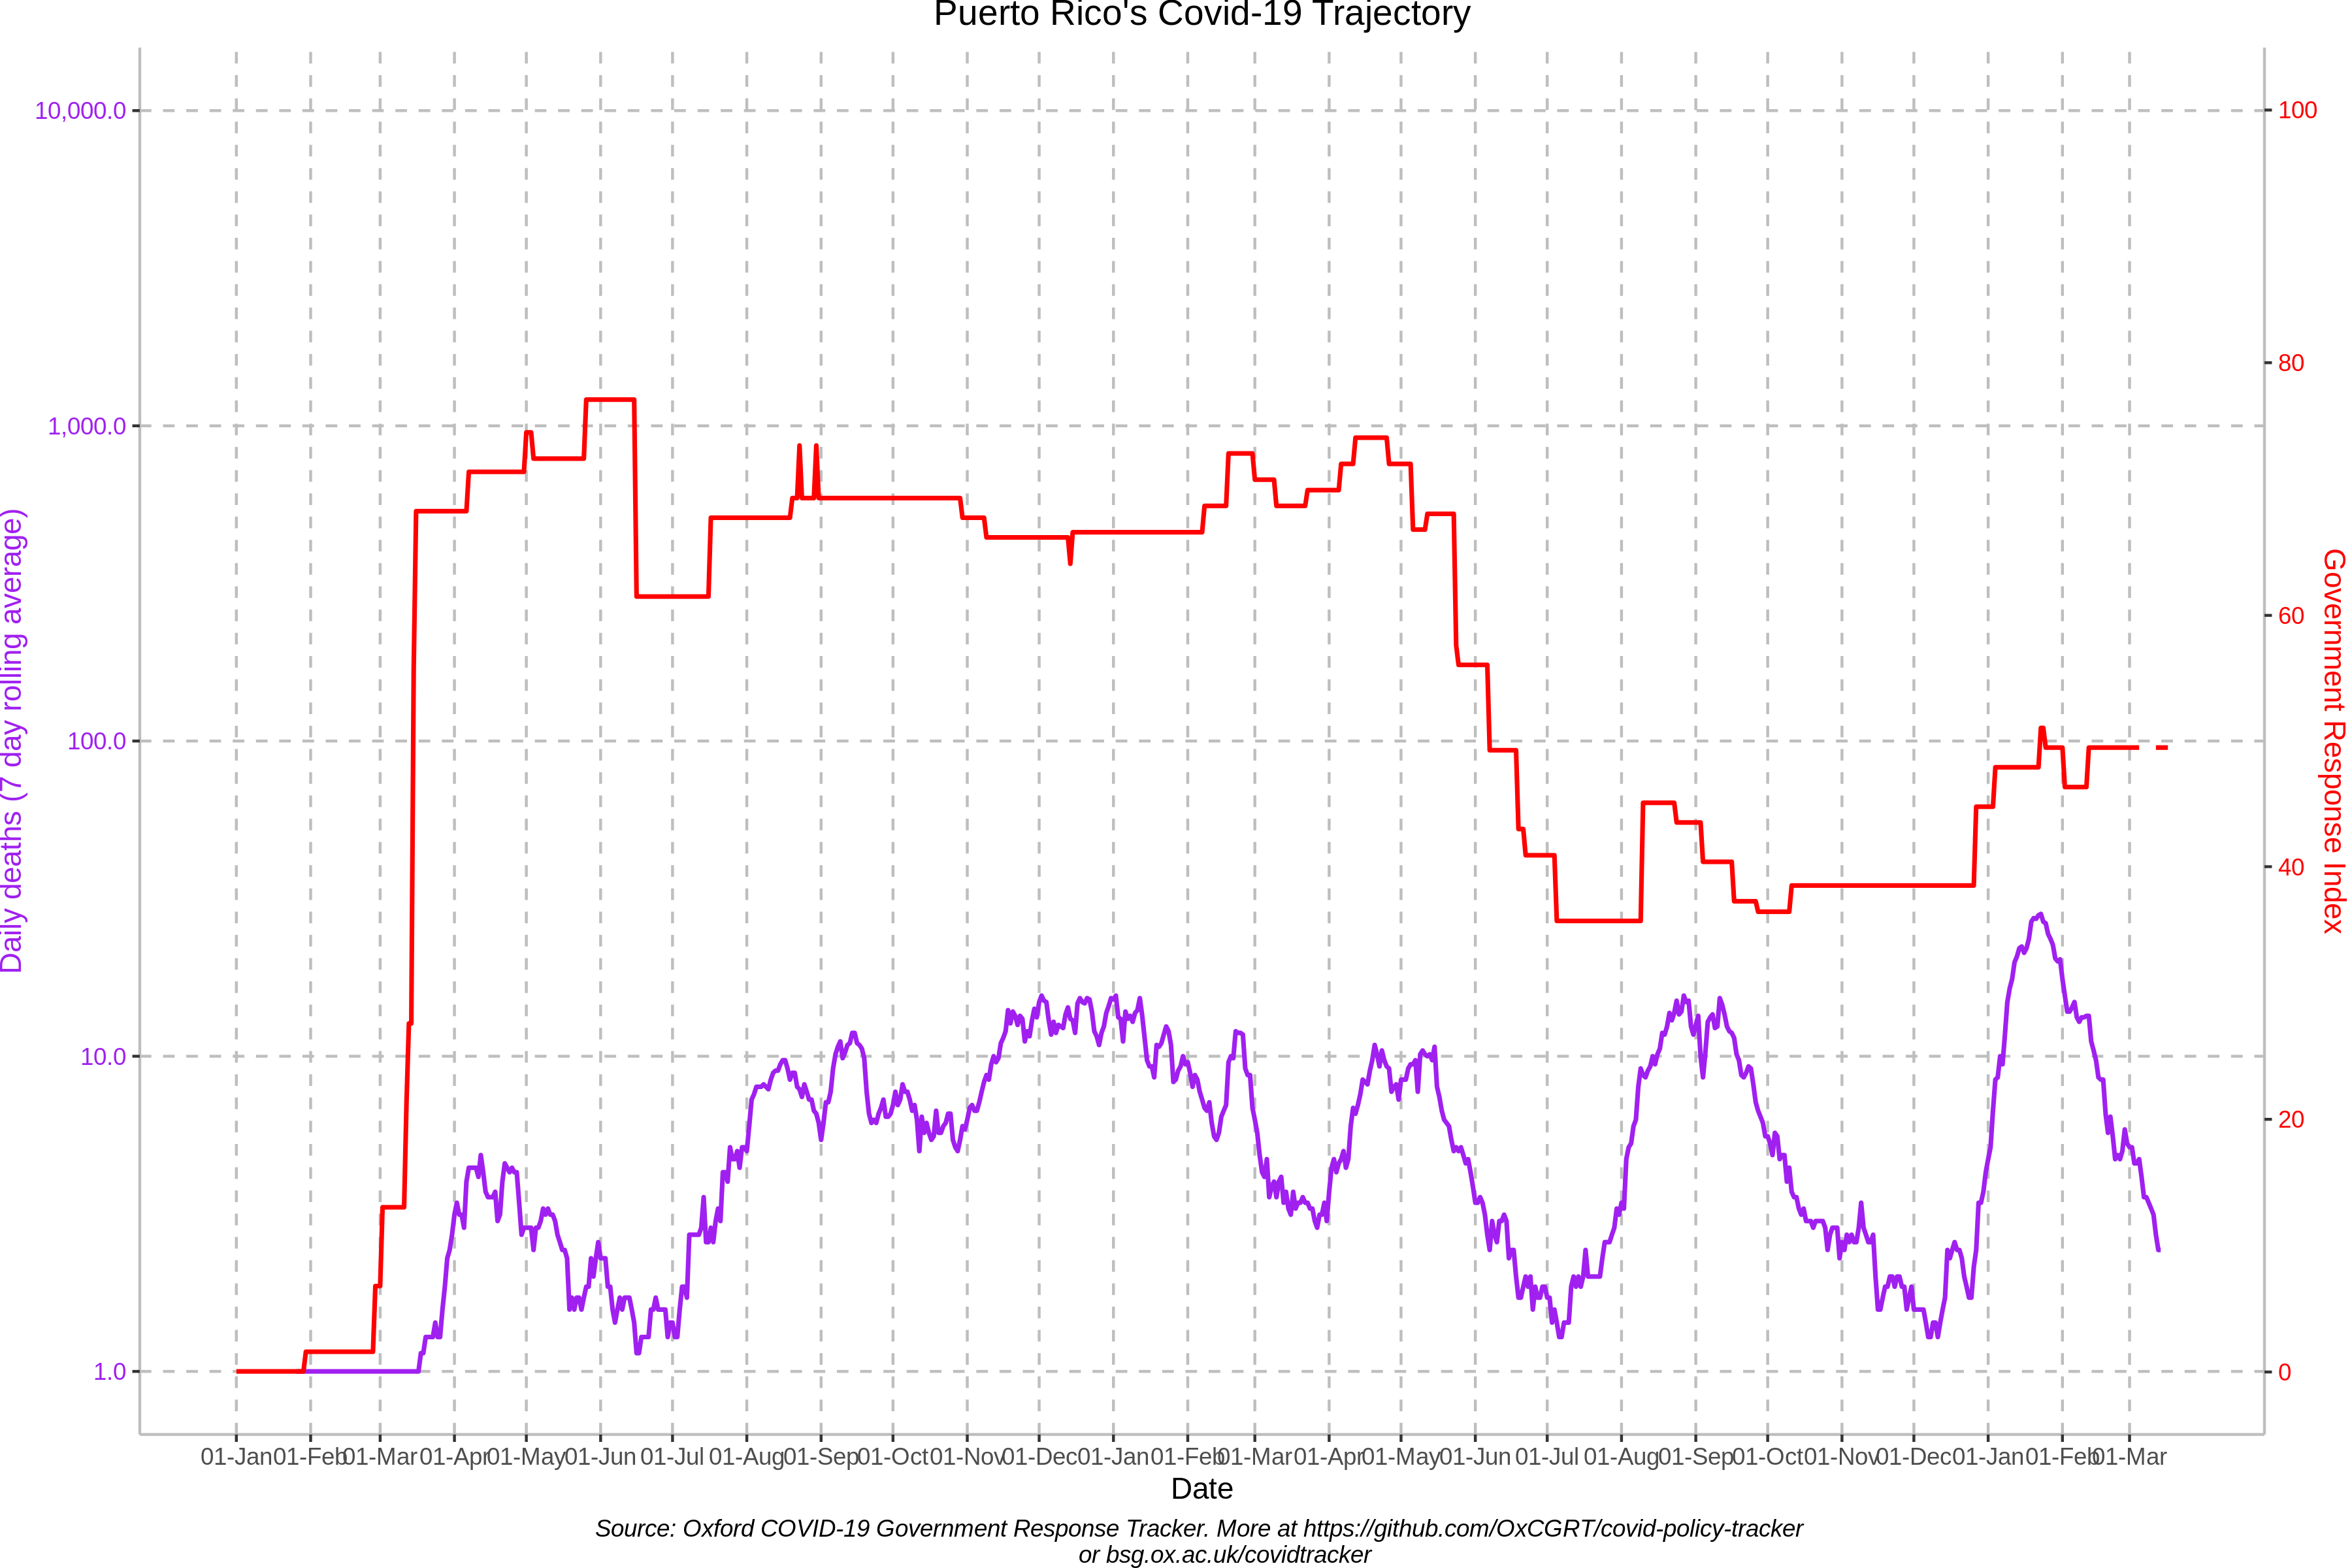 Puerto Rico's Covid-19 Trajectory
10,000.0
1,000.0
100.0
10.0
1.0
Daily deaths (7 day rolling average)
100
80
60
40
20
0
Government Response Index
01-Jan 01-Feb 01-Mar 01-Apr 01-May 01-Jun 01-Jul 01-Aug 01-Sep 01-Oct 01-Nov 01-Dec 01-Jan 01-Feb 01-Mar 01-Apr 01-May 01-Jun 01-Jul 01-Aug 01-Sep 01-Oct 01-Nov 01-Dec 01-Jan 01-Feb 01-Mar
Date
Source: Oxford COVID-19 Government Response Tracker. More at https://github.com/OxCGRT/covid-policy-tracker
or bsg.ox.ac.uk/covidtracker